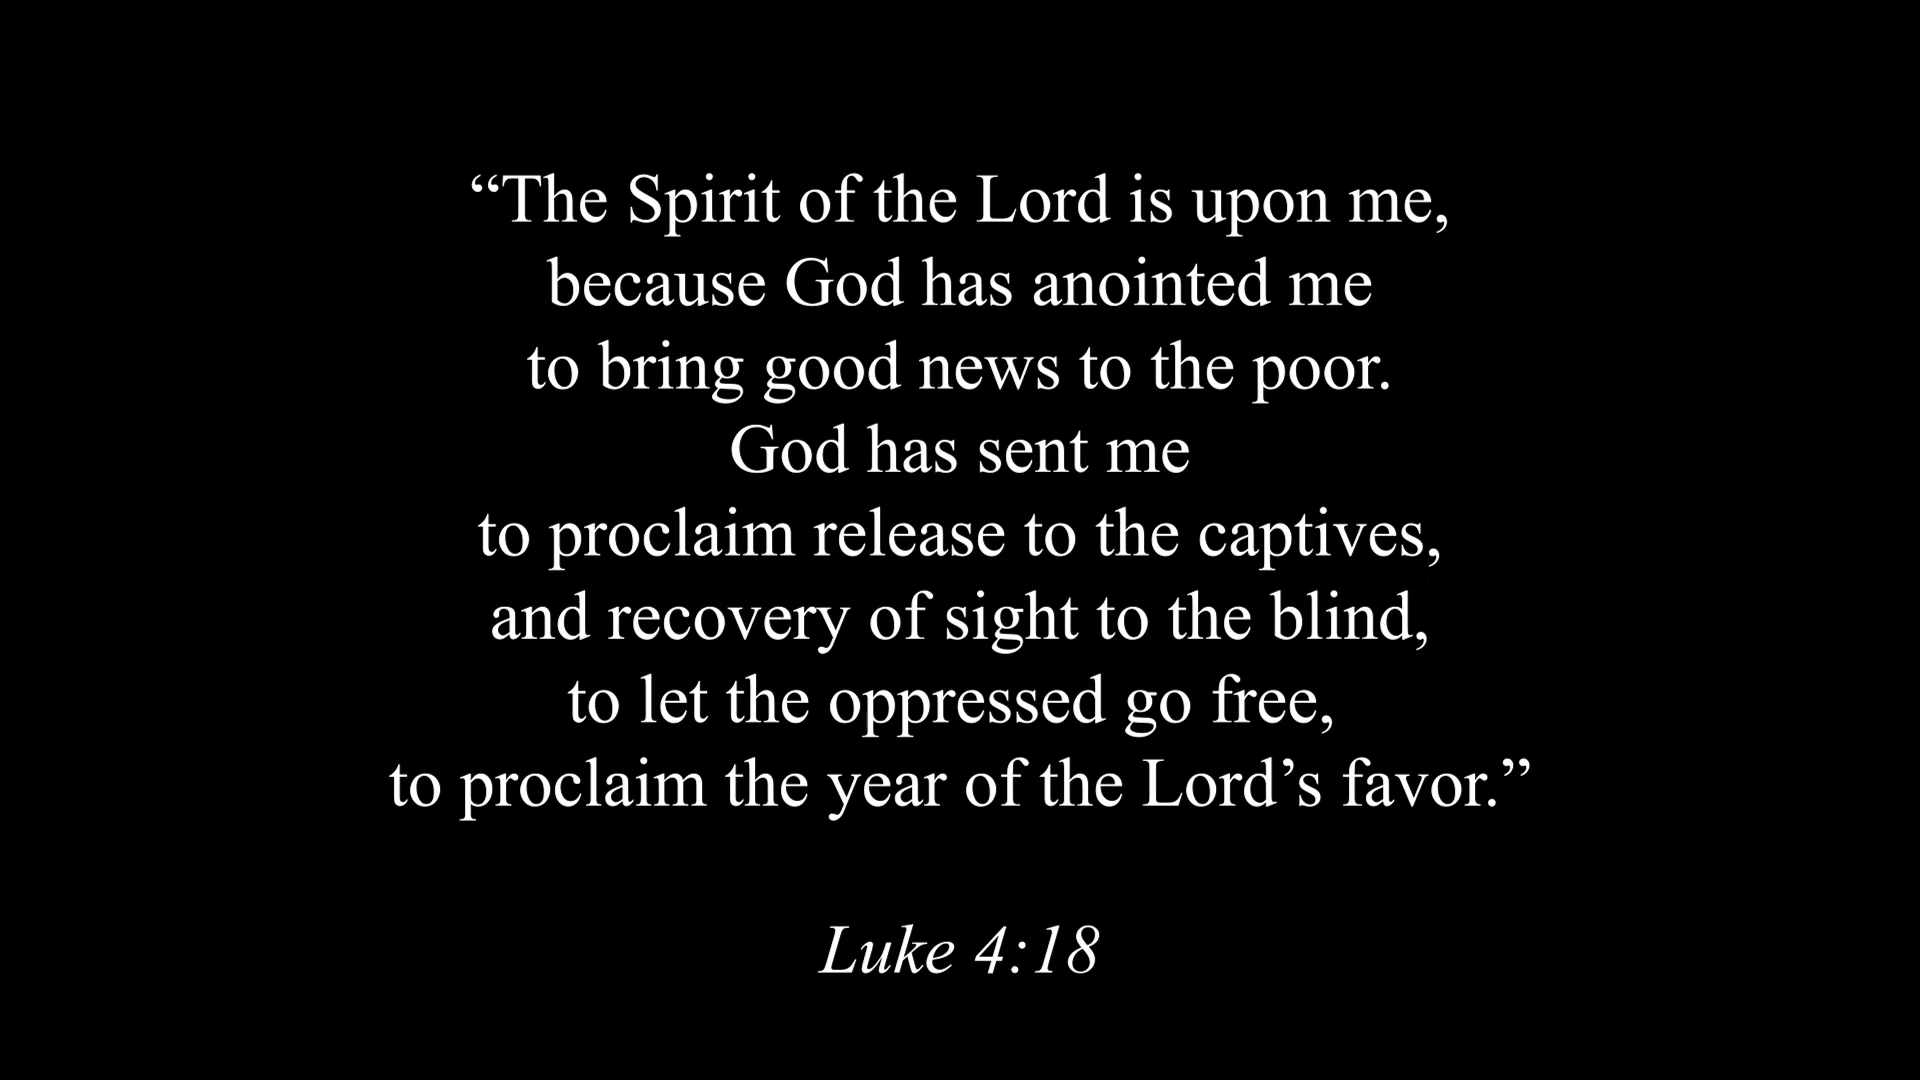 “The Spirit of the Lord is upon me,
because God has anointed me
to bring good news to the poor.
God has sent me
to proclaim release to the captives,
and recovery of sight to the blind,
to let the oppressed go free,
to proclaim the year of the Lord’s favor.”
Luke 4:18